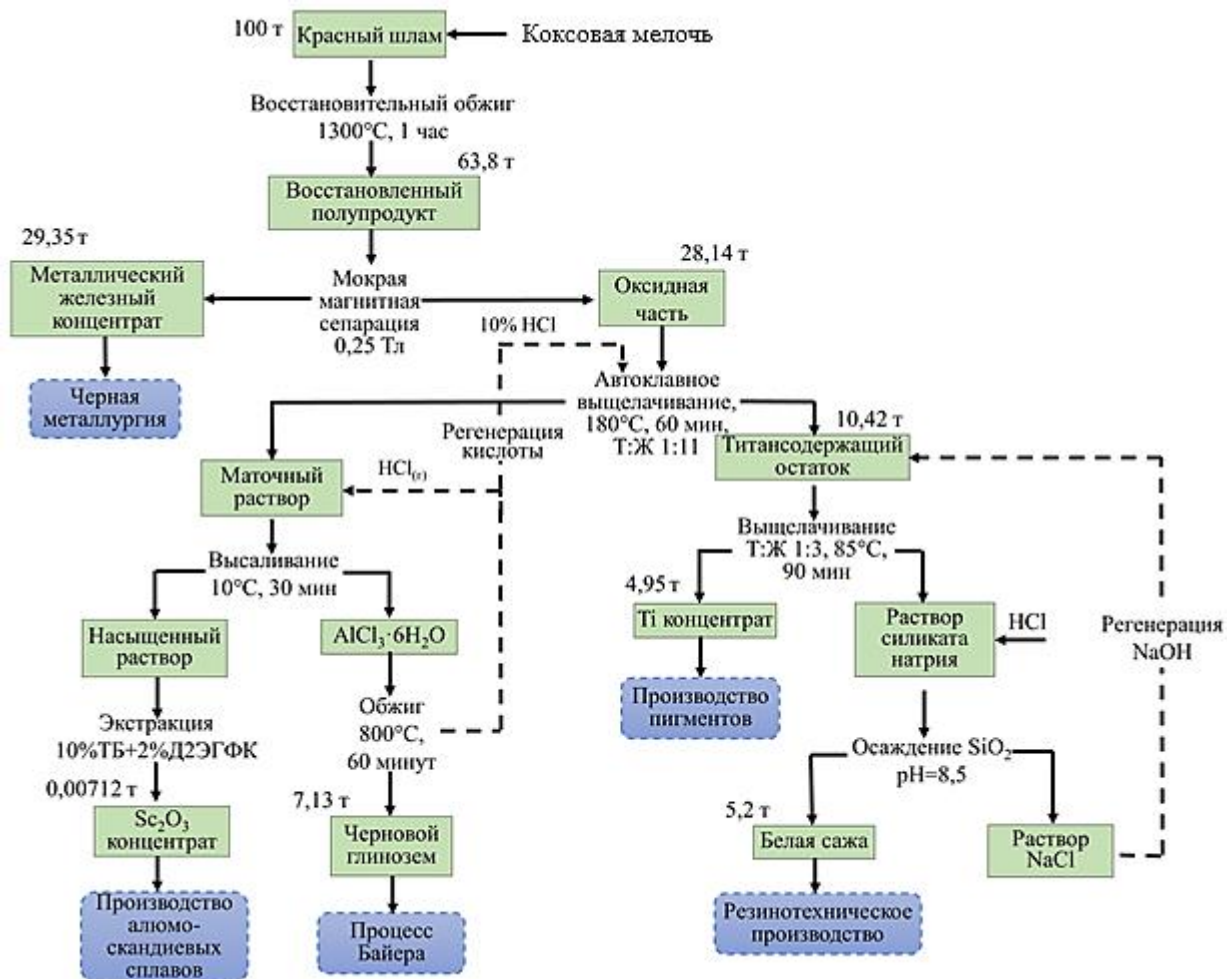 100 т
Красный шлам
Коксовая мелочь
Восстановительный обжиг
1300°С, 1 час
63,8 т
Восстановленный
полупродукт
29,35 т
Металлический
железный
концентрат
Мокрая
магнитная
сепарация
0,25 Тл
28,14 т
Оксидная
часть
Черная
металлургия
10% HCl
Регенерация
кислоты
Автоклавное
выщелачивание,
180°С, 60 мин,
Т:Ж 1:11
10,42 т
Титансодержащий
остаток
HCl(г)
Маточный
раствор
Высаливание
10°С, 30 мин
Выщелачивание
Т:Ж 1:3, 85°С,
90 мин
Насыщенный
раствор
AlCl₃·6H₂O
4,95 т
Ti концентрат
Раствор
силиката
натрия
HCl
Регенерация
NaOH
Экстракция
10%ТБ+2%Д2ЭГФК
Обжиг
800°С,
60 минут
Производство
пигментов
Осаждение SiO₂
pH=8,5
0,00712 т
Sc₂O₃
концентрат
7,13 т
Черновой
глинозем
5,2 т
Белая сажа
Раствор
NaCl
Производство
алюмо-
скандиевых
сплавов
Процесс
Байера
Резинотехническое
производство